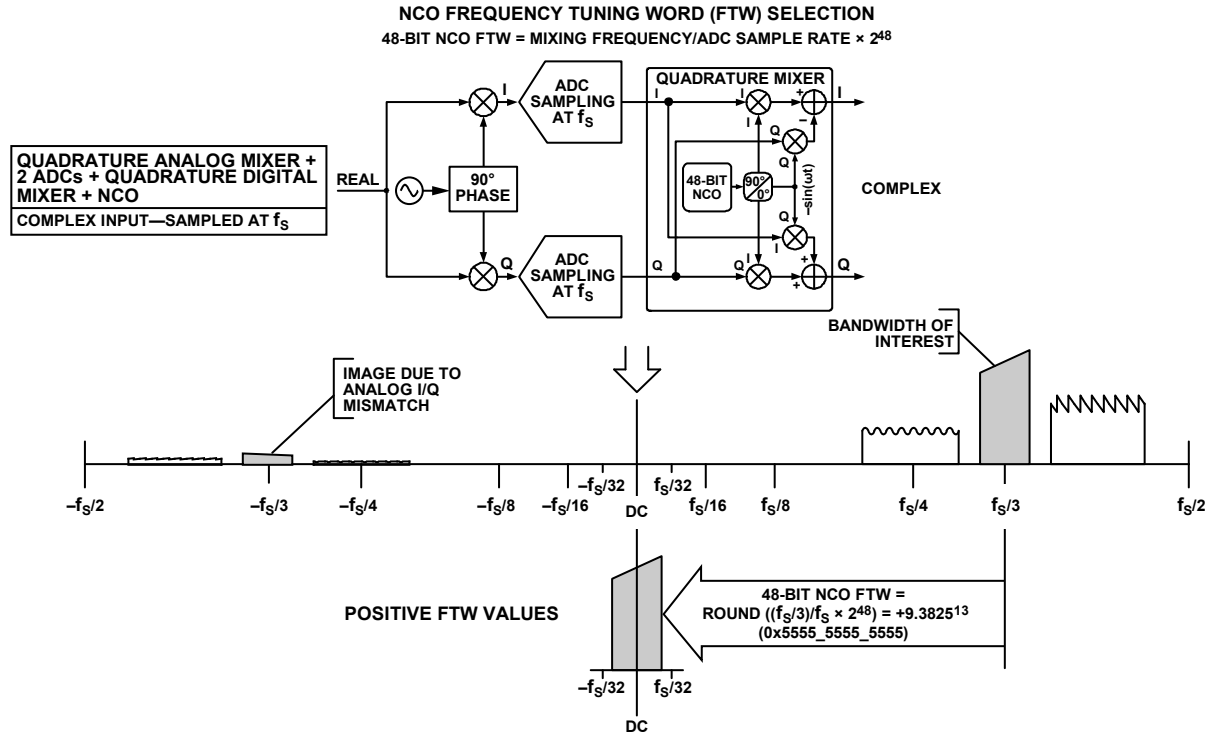 NCO FREQUENCY TUNING WORD (FTW) SELECTION
48-BIT NCO FTW = MIXING FREQUENCY/ADC SAMPLE RATE × 2⁴⁸
QUADRATURE ANALOG MIXER +
2 ADCs + QUADRATURE DIGITAL
MIXER + NCO
COMPLEX INPUT—SAMPLED AT fS
REAL
90°
PHASE
I
Q
ADC
SAMPLING
AT fS
ADC
SAMPLING
AT fS
QUADRATURE MIXER
I
I
I
+
I
–
Q
Q
48-BIT
NCO
90°
0°
–sin(ωt)
Q
Q
I
I
Q
Q
+
+
Q
COMPLEX
BANDWIDTH OF
INTEREST
IMAGE DUE TO
ANALOG I/Q
MISMATCH
–fS/2
–fS/3
–fS/4
–fS/8
–fS/16
–fS/32
DC
fS/32
fS/16
fS/8
fS/4
fS/3
fS/2
POSITIVE FTW VALUES
48-BIT NCO FTW =
ROUND ((fS/3)/fS × 2⁴⁸) = +9.3825¹³
(0x5555_5555_5555)
–fS/32
fS/32
DC